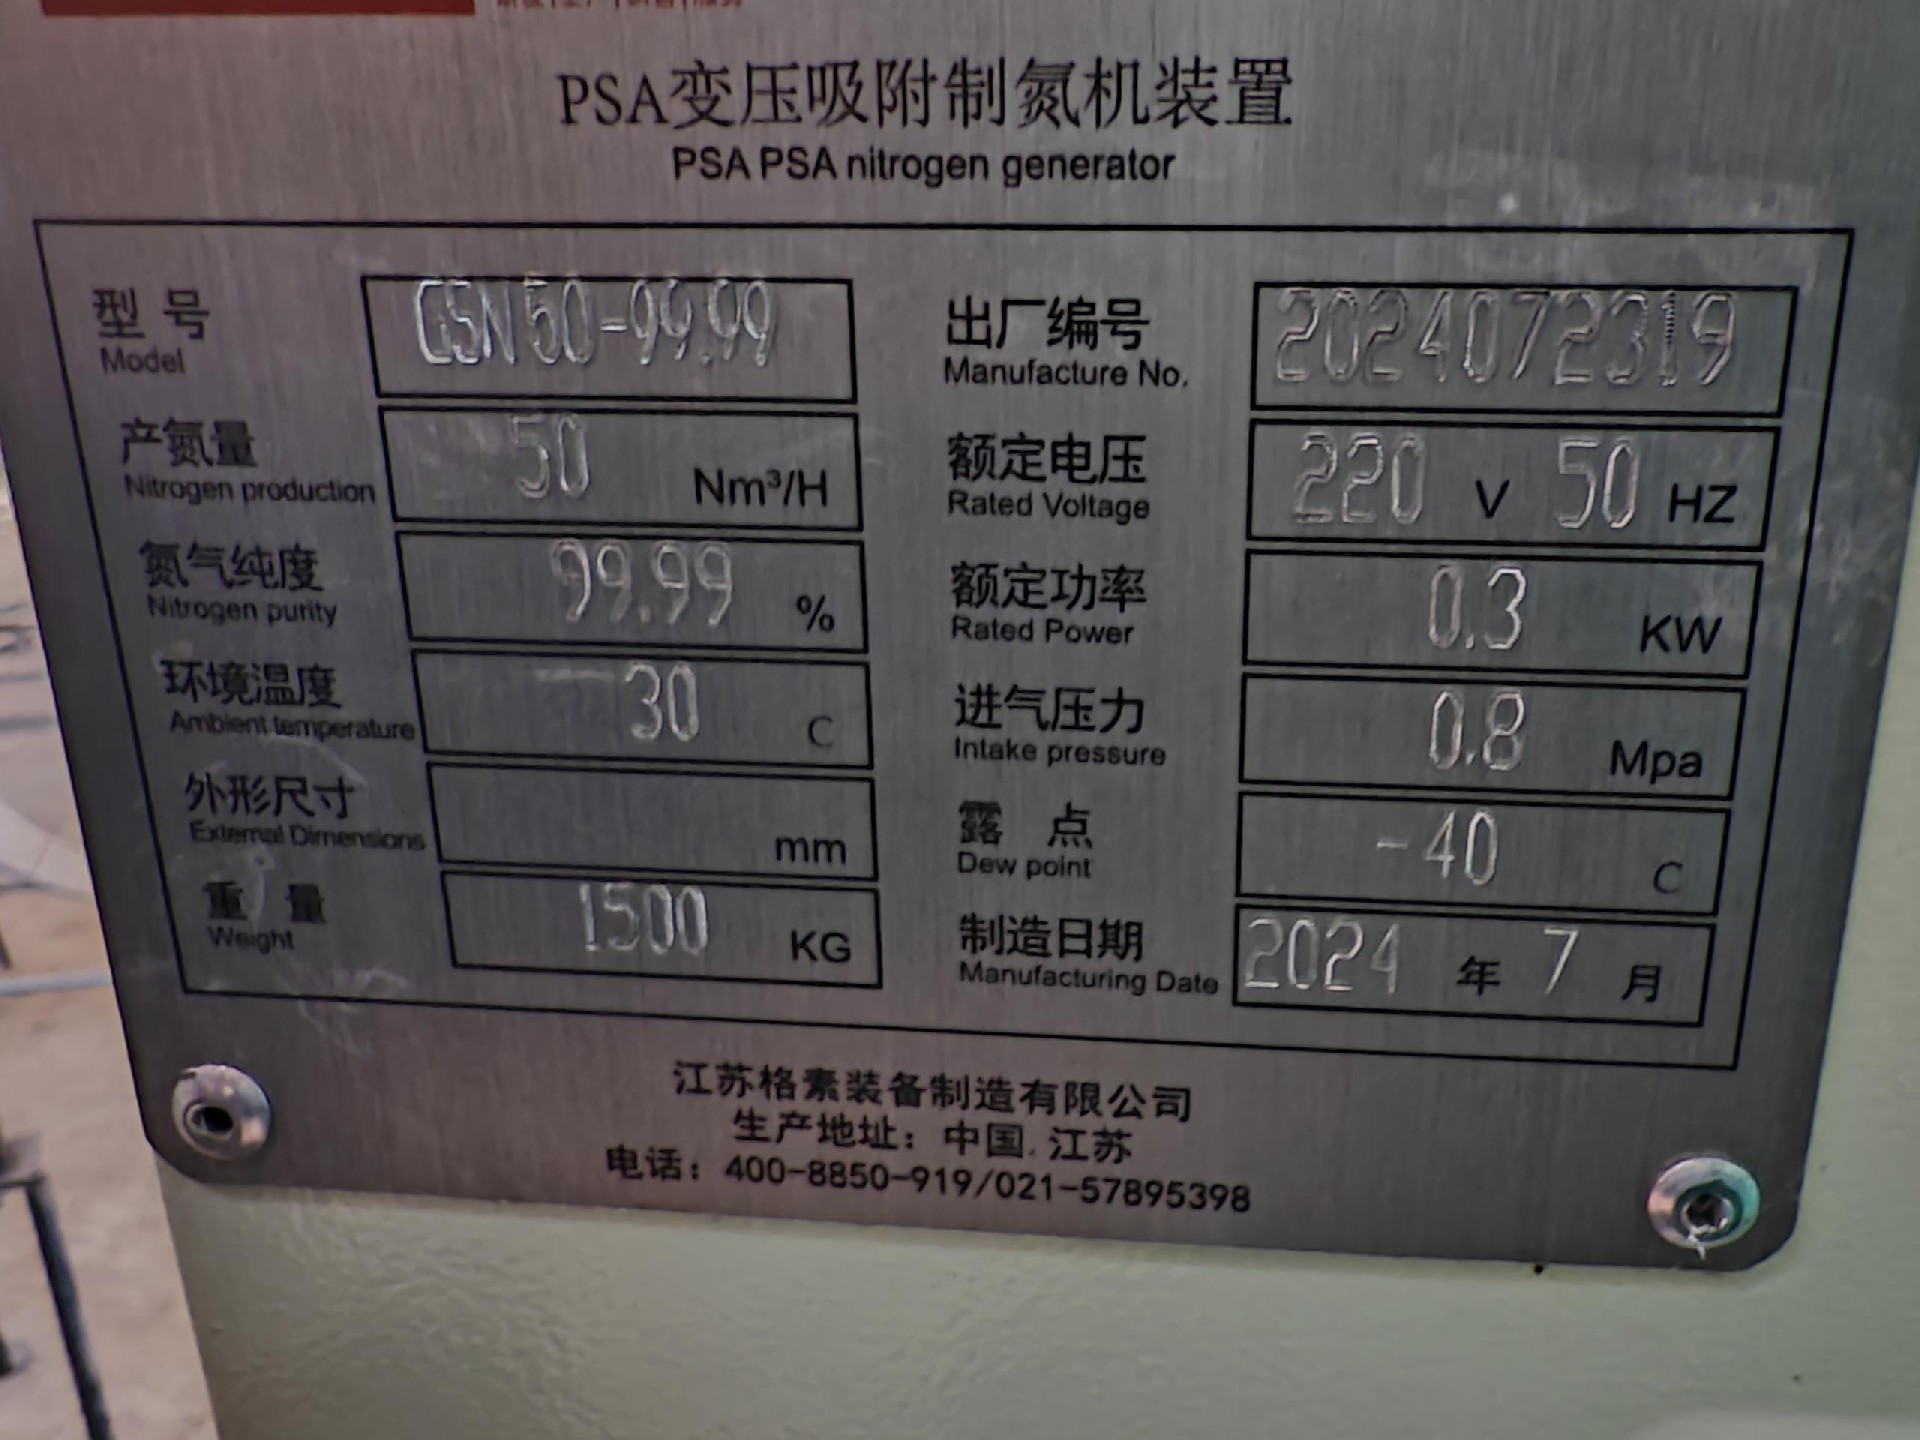 PSA变压吸附制氮机装置
PSA PSA nitrogen generator
型号 GSN50-99.99 出厂编号 2024072319
Model Manufacture No.
产氮量 50 Nm³/H 额定电压 220 V 50 HZ
Nitrogen production Rated Voltage
氮气纯度 99.99 % 额定功率 0.3 KW
Nitrogen purity Rated Power
环境温度 30 C 进气压力 0.8 Mpa
Ambient temperature Intake pressure
外形尺寸 mm 露点 -40 C
External Dimensions Dew point
重量 1500 KG 制造日期 2024 年 7 月
Weight Manufacturing Date
江苏格素装备制造有限公司
生产地址：中国.江苏
电话：400-8850-919/021-57895398